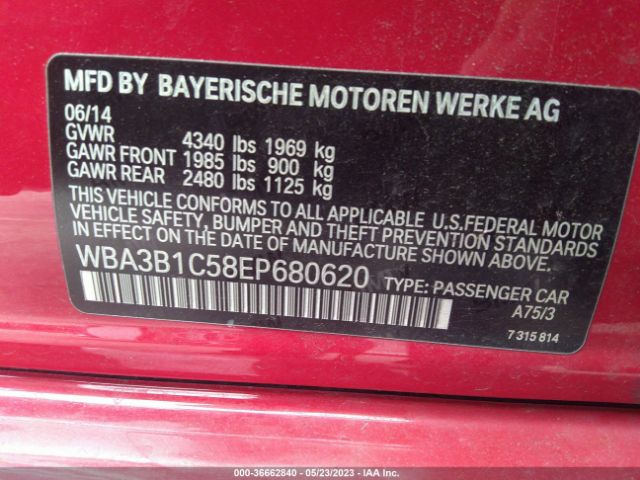 MFD BY BAYERISCHE MOTOREN WERKE AG
06/14
GVWR 4340 lbs 1969 kg
GAWR FRONT 1985 lbs 900 kg
GAWR REAR 2480 lbs 1125 kg
THIS VEHICLE CONFORMS TO ALL APPLICABLE U.S.FEDERAL MOTOR
VEHICLE SAFETY, BUMPER AND THEFT PREVENTION STANDARDS
IN EFFECT ON THE DATE OF MANUFACTURE SHOWN ABOVE.
WBA3B1C58EP680620 TYPE: PASSENGER CAR
A75/3
7 315 814
000-36662840 - 05/23/2023 - IAA Inc.